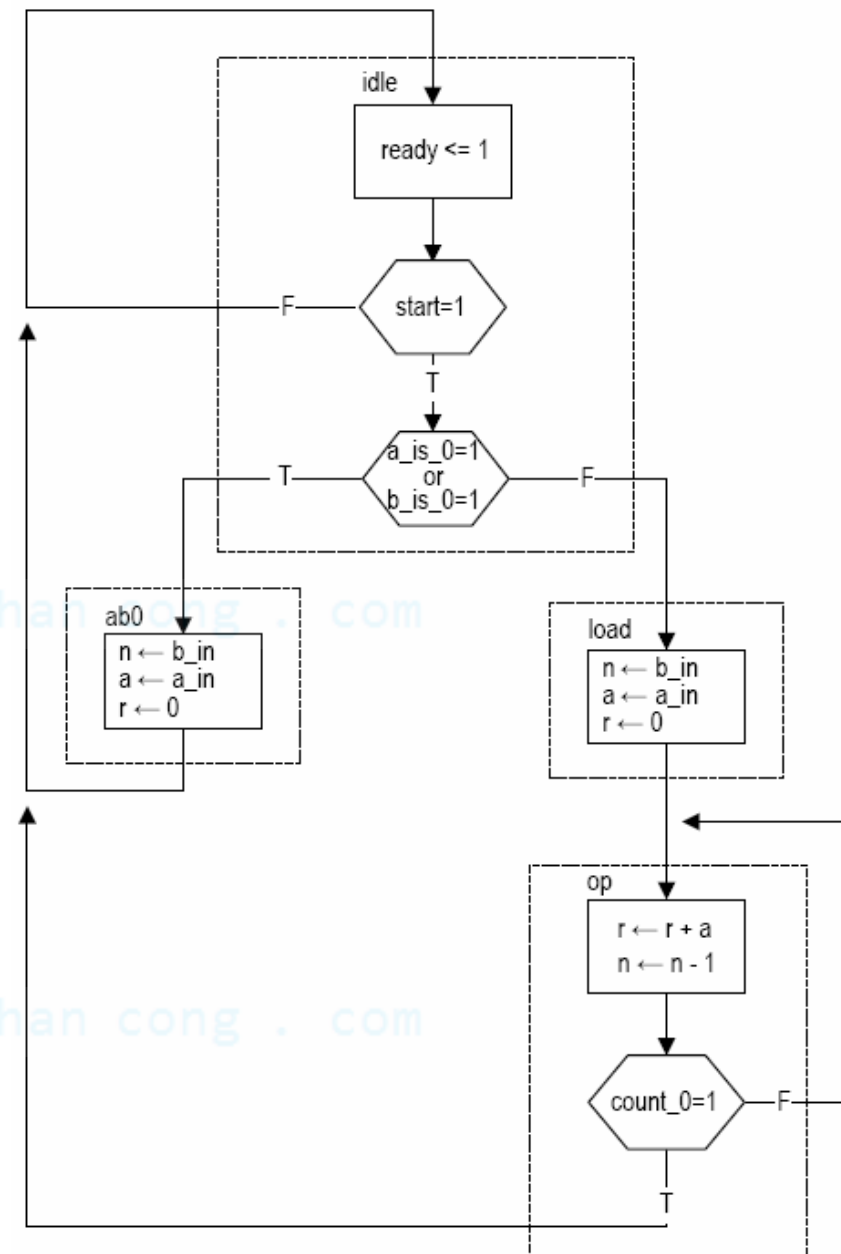 idle
ready <= 1
start=1
F
T
a_is_0=1
or
b_is_0=1
T
F
han cong . com
ab0
n ← b_in
a ← a_in
r ← 0
load
n ← b_in
a ← a_in
r ← 0
op
r ← r + a
n ← n - 1
han cong . com
count_0=1
F
T